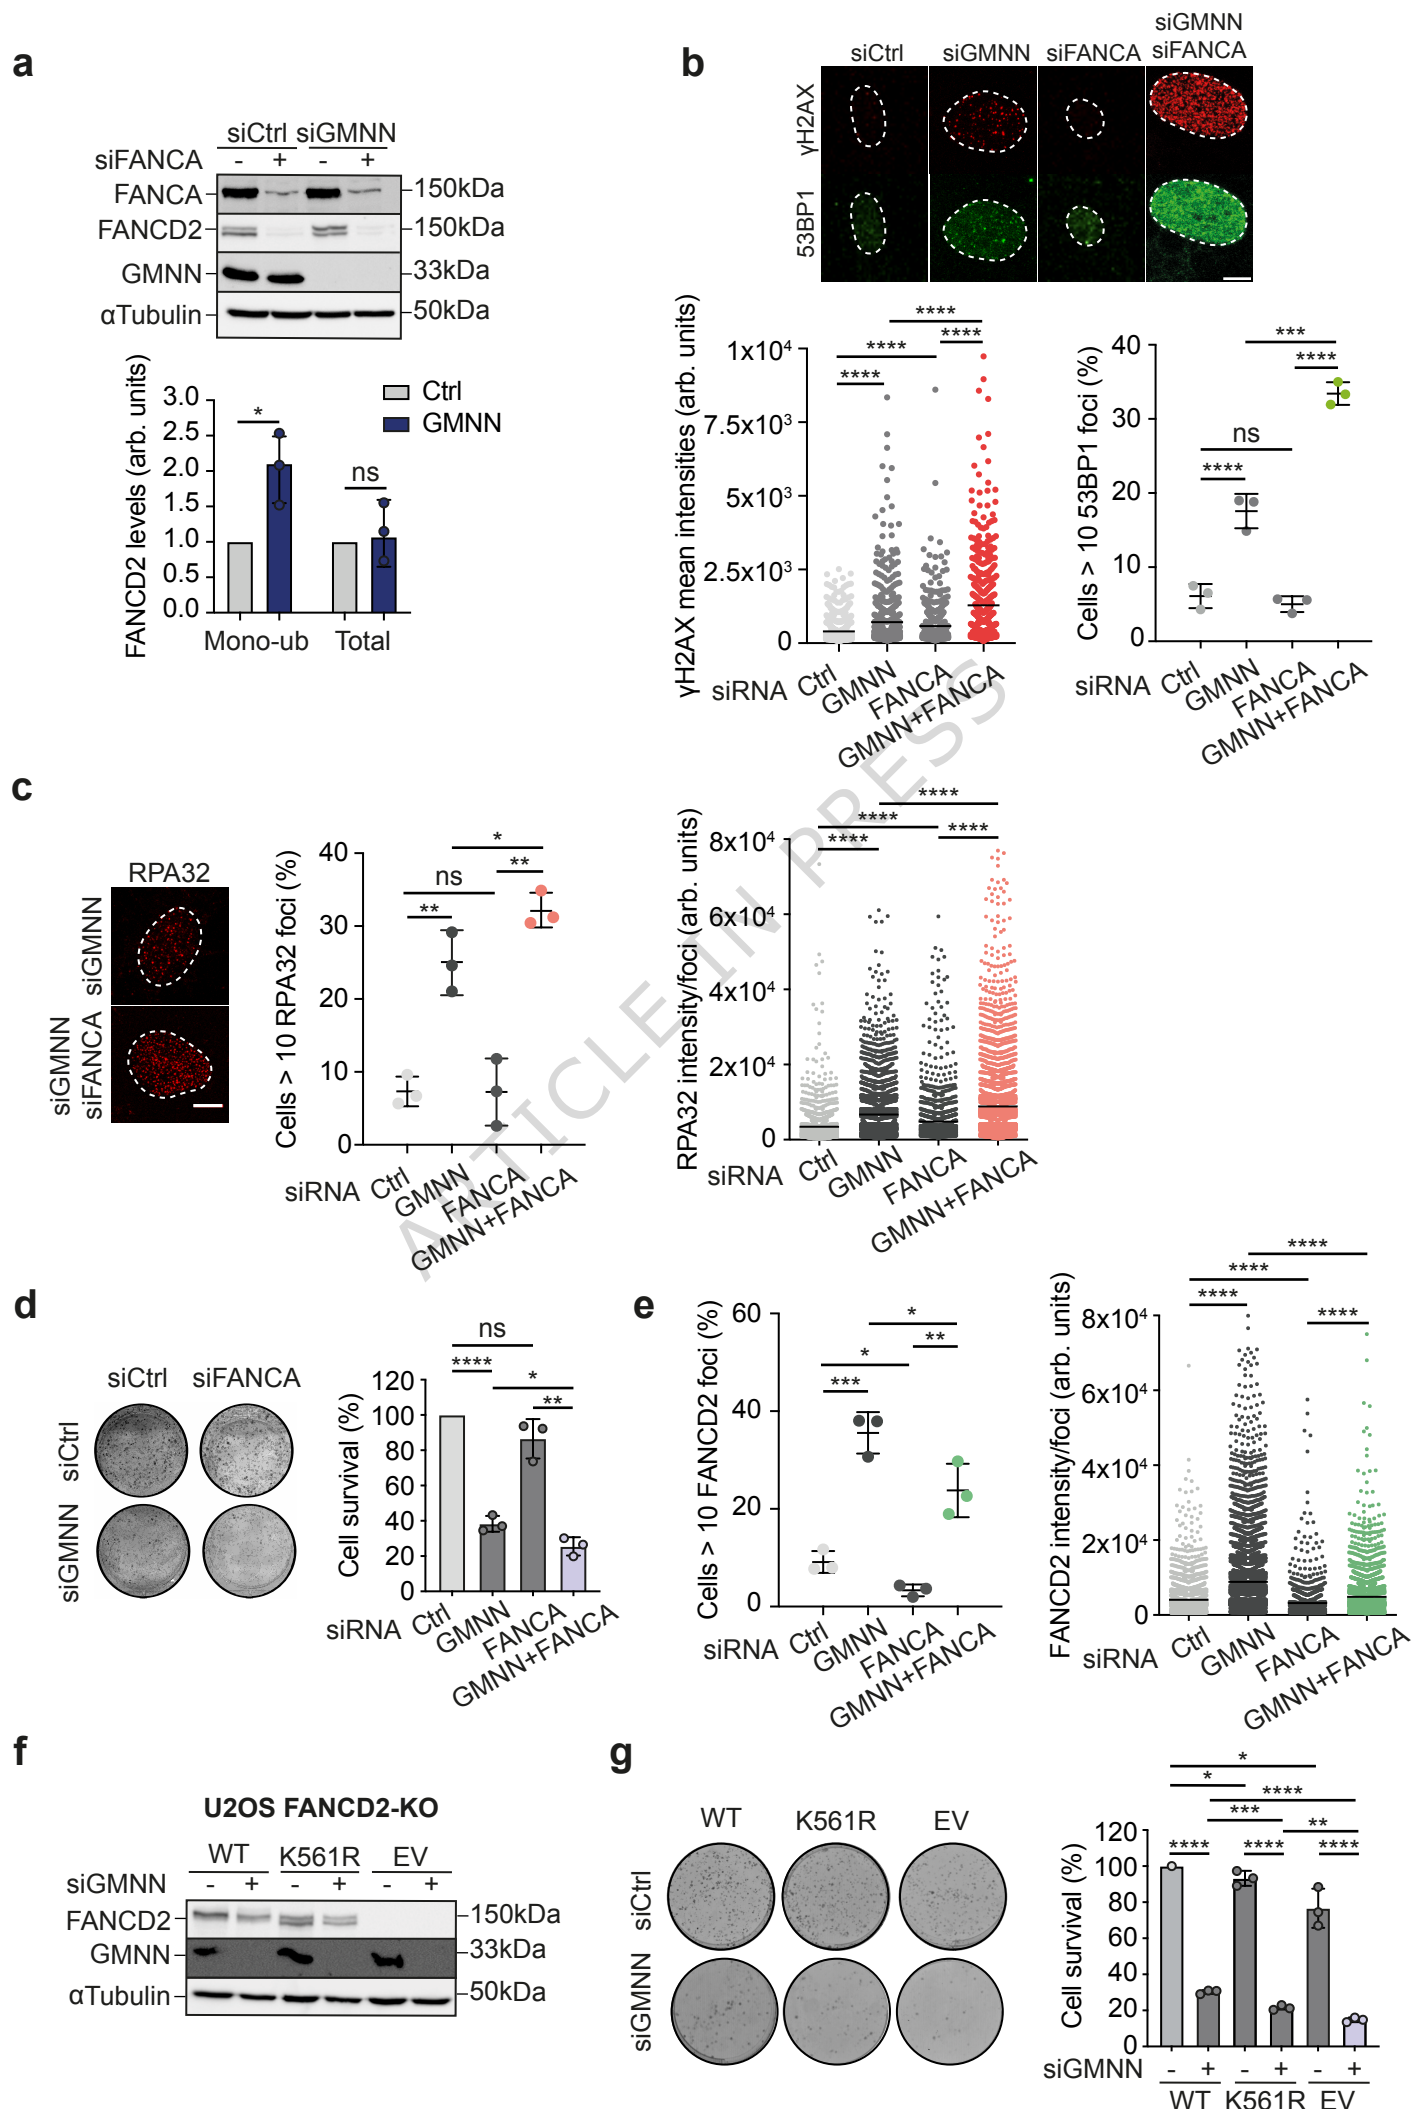 a
siCtrl siGMNN
siFANCA - + - +
FANCA 150kDa
FANCD2 150kDa
GMNN 33kDa
αTubulin 50kDa
FANCD2 levels (arb. units)
3.0
2.5
2.0
1.5
1.0
0.5
0.0
* ns
Ctrl
GMNN
Mono-ub Total
b
siCtrl siGMNN siFANCA siGMNN siFANCA
γH2AX
53BP1
γH2AX mean intensities (arb. units)
1x10⁴
7.5x10³
5x10³
2.5x10³
0
****
**** ****
****
siRNA Ctrl GMNN FANCA GMNN+FANCA
Cells > 10 53BP1 foci (%)
40
30
20
10
0
***
****
ns
****
siRNA Ctrl GMNN FANCA GMNN+FANCA
c
RPA32
siGMNN
siGMNN siFANCA
Cells > 10 RPA32 foci (%)
40
30
20
10
0
*
**
ns
**
siRNA Ctrl GMNN FANCA GMNN+FANCA
RPA32 intensity/foci (arb. units)
8x10⁴
6x10⁴
4x10⁴
2x10⁴
0
****
****
**** ****
siRNA Ctrl GMNN FANCA GMNN+FANCA
ARTICLE IN PRESS
d
siCtrl siFANCA
siCtrl
siGMNN
Cell survival (%)
120
100
80
60
40
20
0
ns
**** *
**
siRNA Ctrl GMNN FANCA GMNN+FANCA
e
Cells > 10 FANCD2 foci (%)
60
40
20
0
*
**
*
***
siRNA Ctrl GMNN FANCA GMNN+FANCA
FANCD2 intensity/foci (arb. units)
8x10⁴
6x10⁴
4x10⁴
2x10⁴
0
****
****
****
****
siRNA Ctrl GMNN FANCA GMNN+FANCA
f
U2OS FANCD2-KO
WT K561R EV
siGMNN - + - + - +
FANCD2 150kDa
GMNN 33kDa
αTubulin 50kDa
g
WT K561R EV
siCtrl
siGMNN
Cell survival (%)
120
100
80
60
40
20
0
*
*
****
***
**
**** **** ****
siGMNN - + - + - +
WT K561R EV